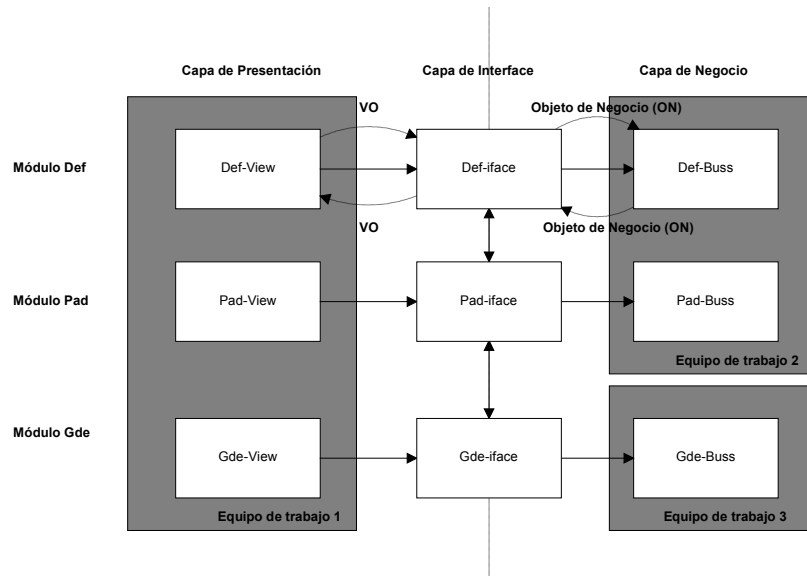 Capa de Presentación
Capa de Interface
Capa de Negocio
VO
Objeto de Negocio (ON)
Módulo Def
Def-View
Def-iface
Def-Buss
VO
Objeto de Negocio (ON)
Módulo Pad
Pad-View
Pad-iface
Pad-Buss
Equipo de trabajo 2
Módulo Gde
Gde-View
Gde-iface
Gde-Buss
Equipo de trabajo 1
Equipo de trabajo 3